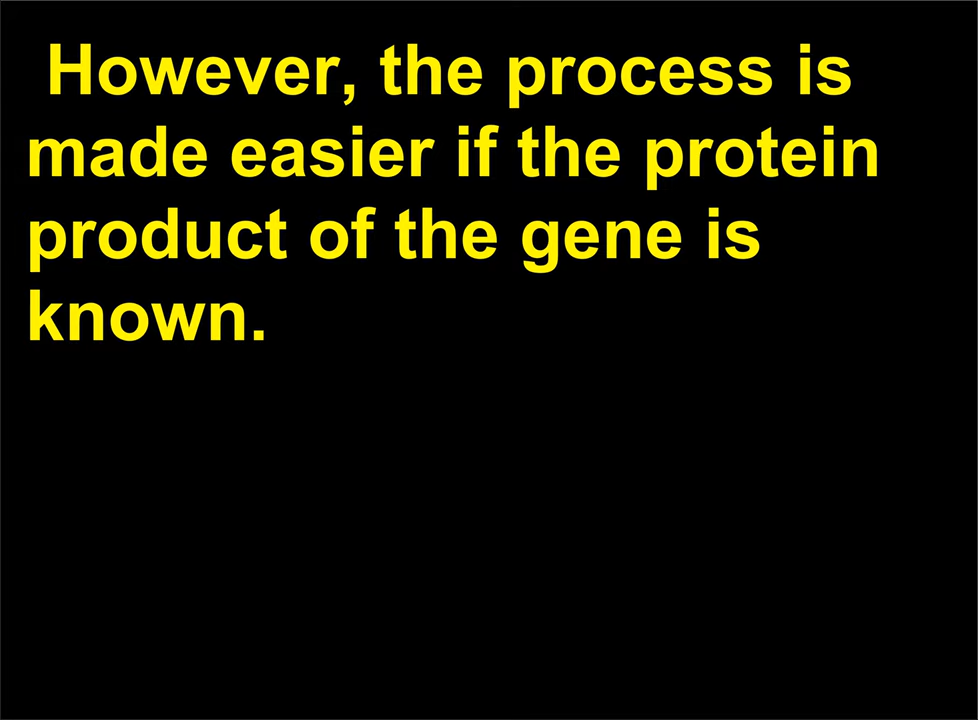 However, the process is
made easier if the protein
product of the gene is
known.